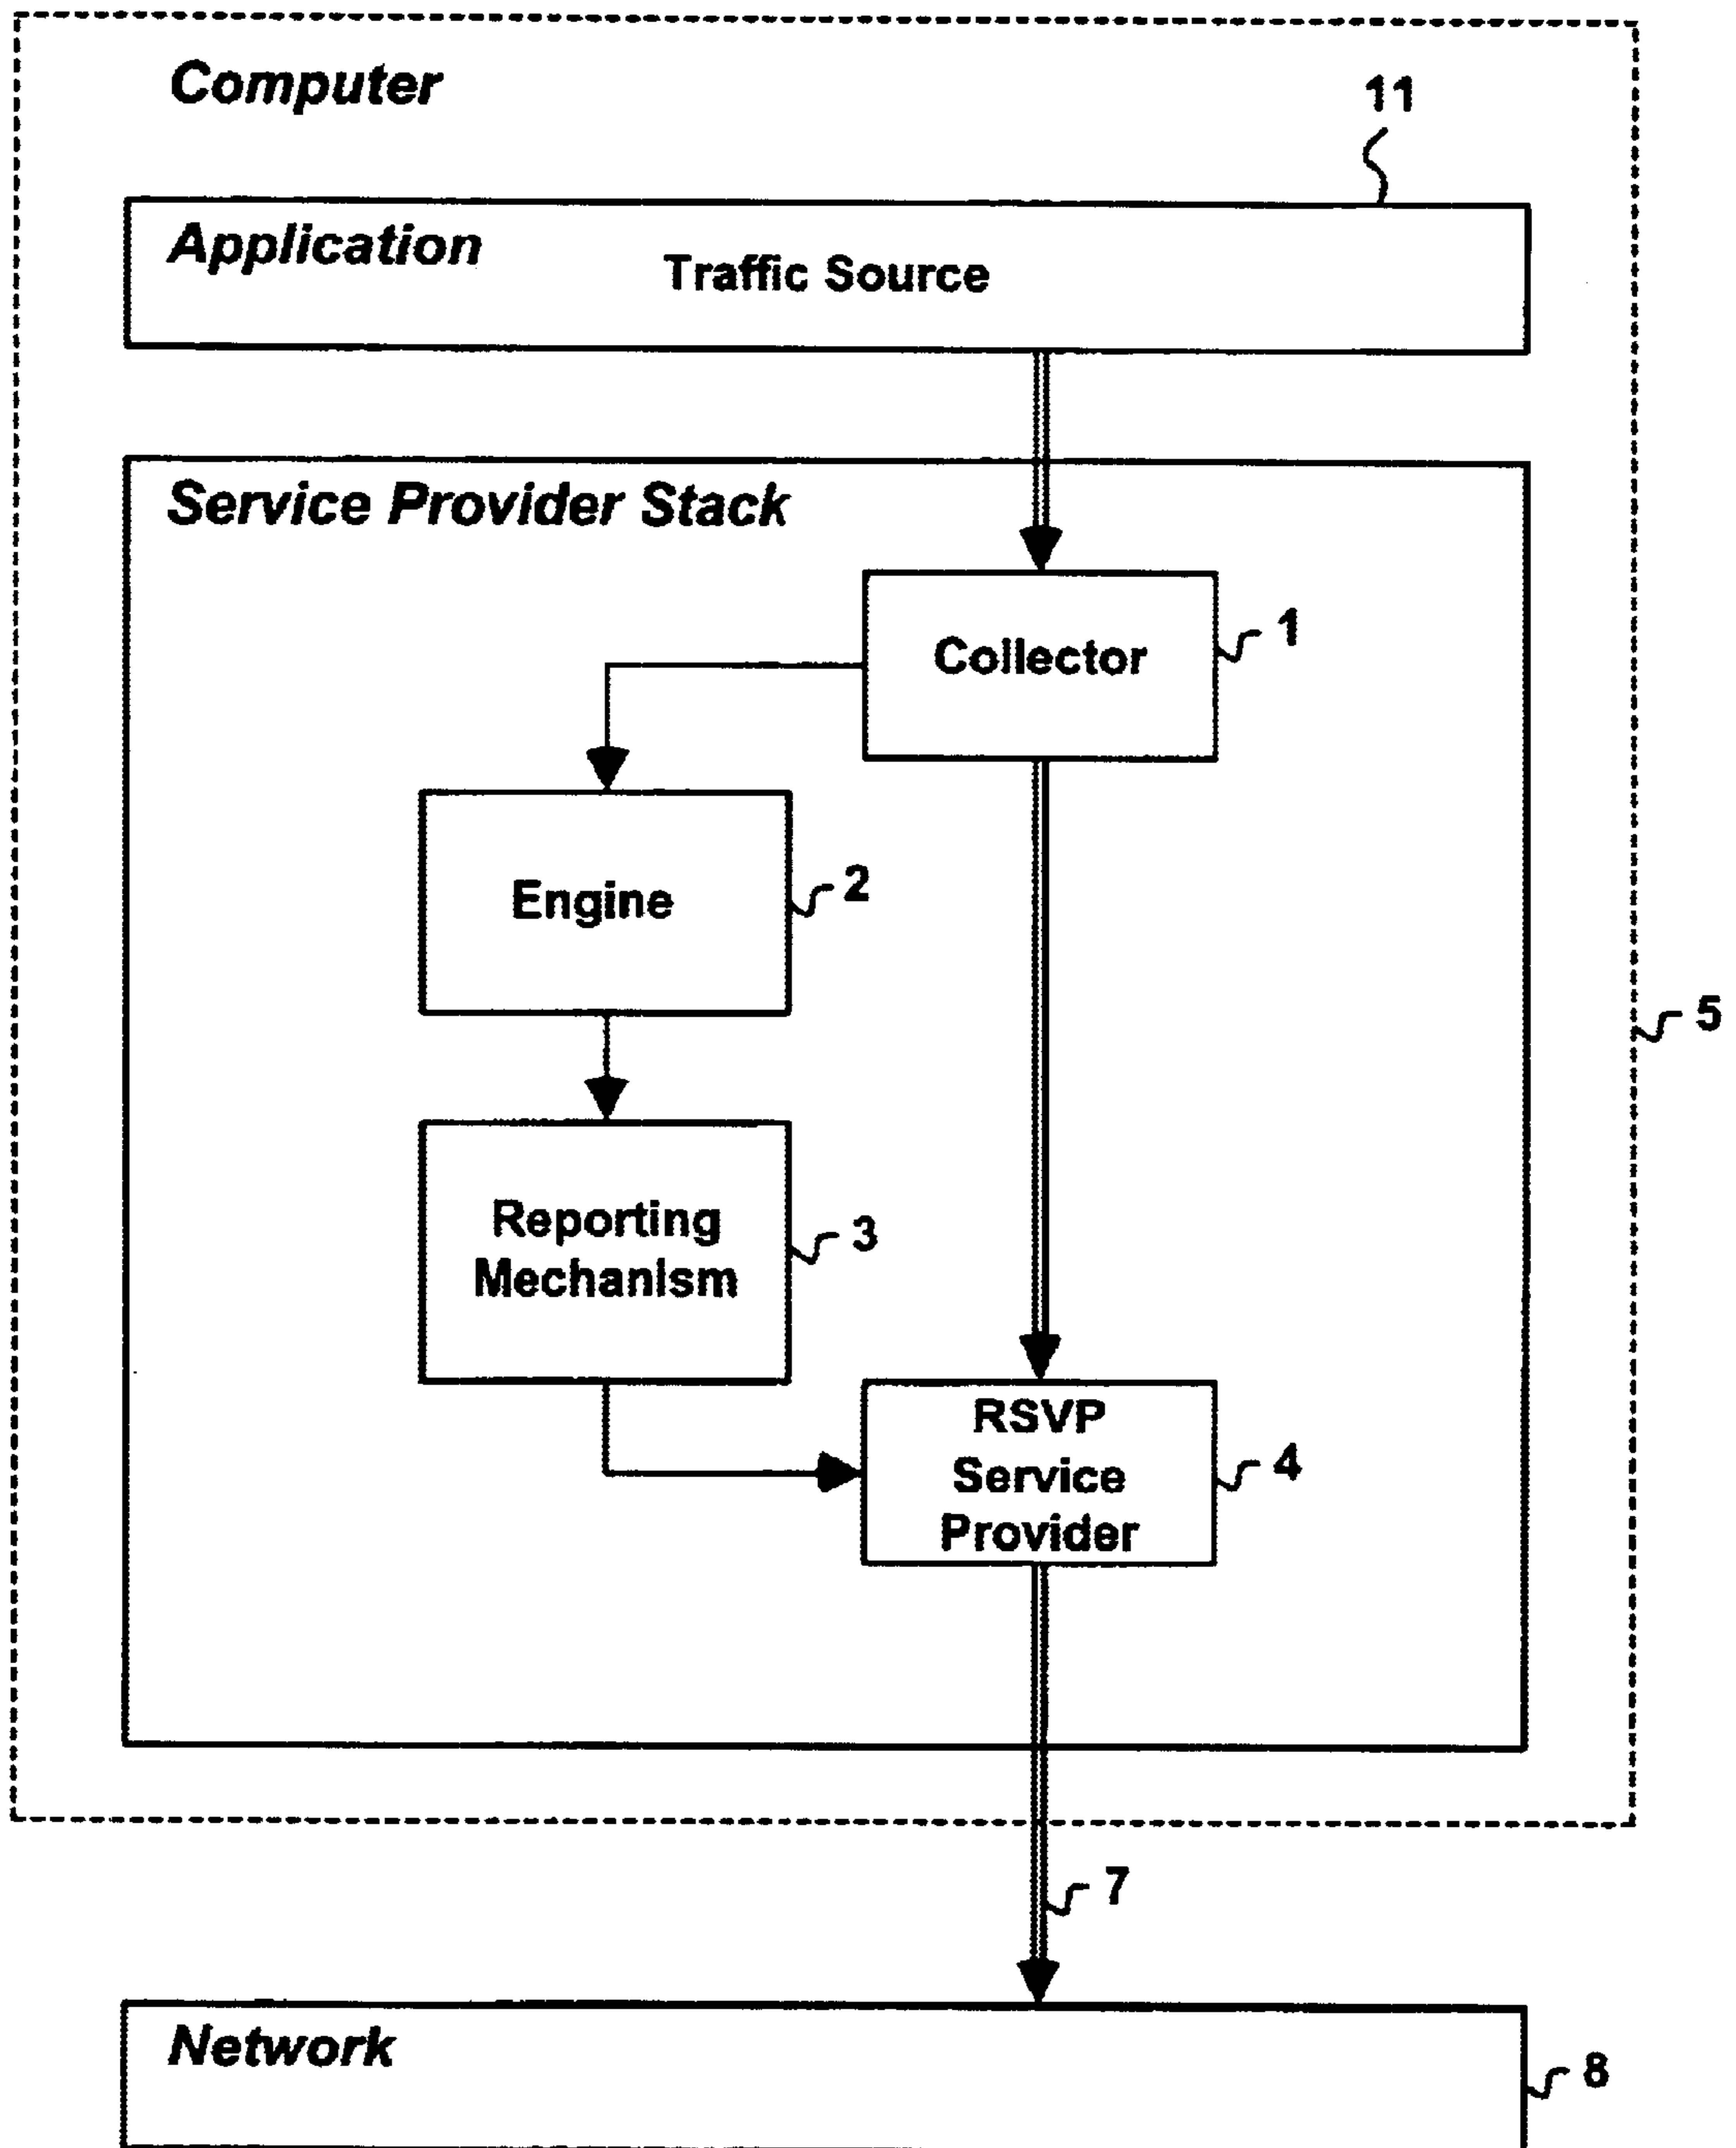 Computer
11
Application
Traffic Source
Service Provider Stack
Collector
1
Engine
2
Reporting
Mechanism
3
RSVP
Service
Provider
4
5
7
Network
8